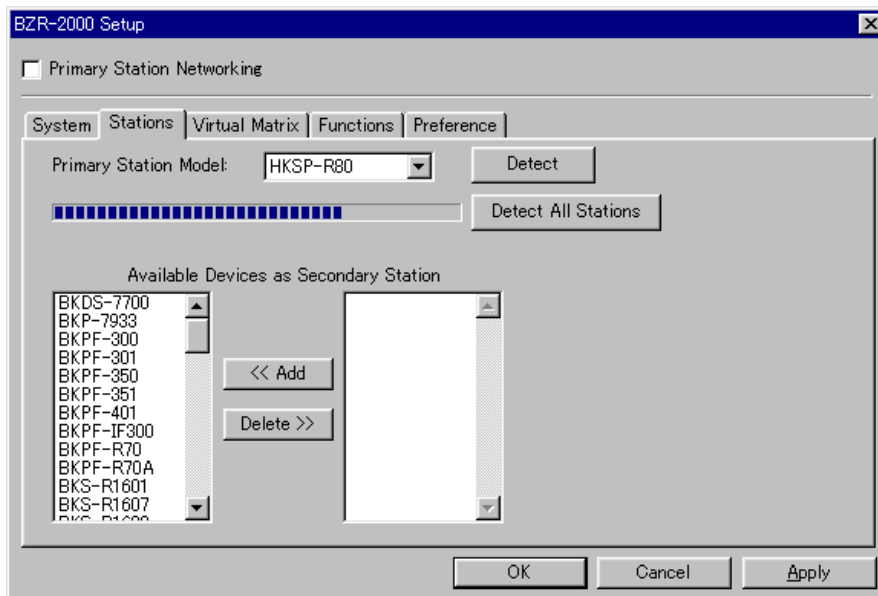 BZR-2000 Setup
Primary Station Networking
System Stations Virtual Matrix Functions Preference
Primary Station Model: HKSP-R80 Detect
Detect All Stations
Available Devices as Secondary Station
BKDS-7700
BKP-7933
BKPF-300
BKPF-301
BKPF-350
BKPF-351
BKPF-401
BKPF-IF300
BKPF-R70
BKPF-R70A
BKS-R1601
BKS-R1607
<< Add
Delete >>
OK Cancel Apply